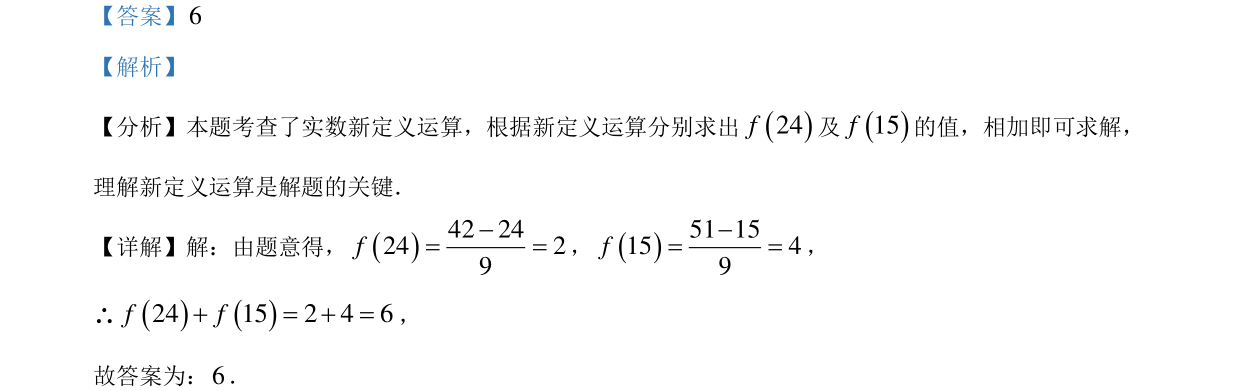 【答案】6
【解析】
【分析】本题考查了实数新定义运算，根据新定义运算分别求出 f(24) 及 f(15) 的值，相加即可求解，
理解新定义运算是解题的关键．
【详解】解：由题意得， f(24) = \frac{42-24}{9} = 2， f(15) = \frac{51-15}{9} = 4，
∴ f(24) + f(15) = 2 + 4 = 6，
故答案为：6．